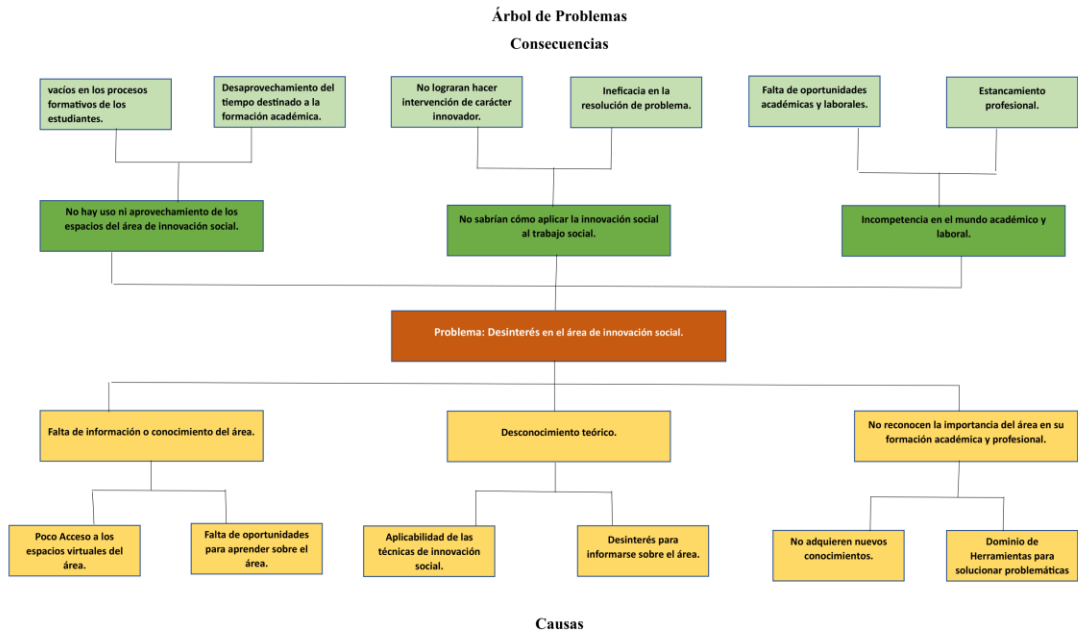 Árbol de Problemas
Consecuencias
vacíos en los procesos
formativos de los
estudiantes.
Desaprovechamiento del
tiempo destinado a la
formación académica.
No lograran hacer
intervención de carácter
innovador.
Ineficacia en la
resolución de problema.
Falta de oportunidades
académicas y laborales.
Estancamiento
profesional.
No hay uso ni aprovechamiento de los
espacios del área de innovación social.
No sabrían cómo aplicar la innovación social
al trabajo social.
Incompetencia en el mundo académico y
laboral.
Problema: Desinterés en el área de innovación social.
Falta de información o conocimiento del área.
Desconocimiento teórico.
No reconocen la importancia del área en su
formación académica y profesional.
Poco Acceso a los
espacios virtuales del
área.
Falta de oportunidades
para aprender sobre el
área.
Aplicabilidad de las
técnicas de innovación
social.
Desinterés para
informarse sobre el área.
No adquieren nuevos
conocimientos.
Dominio de
Herramientas para
solucionar problemáticas
Causas